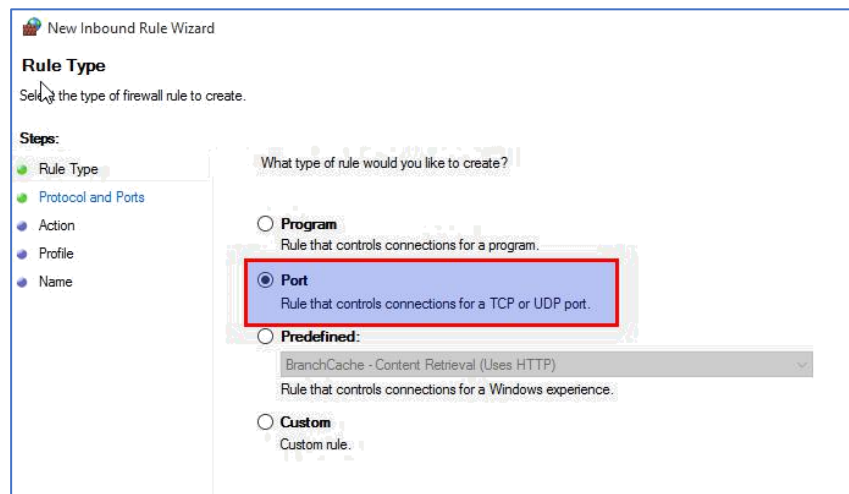 New Inbound Rule Wizard
Rule Type
Select the type of firewall rule to create.
Steps:
Rule Type
Protocol and Ports
Action
Profile
Name
What type of rule would you like to create?
Program
Rule that controls connections for a program.
Port
Rule that controls connections for a TCP or UDP port.
Predefined:
BranchCache - Content Retrieval (Uses HTTP)
Rule that controls connections for a Windows experience.
Custom
Custom rule.